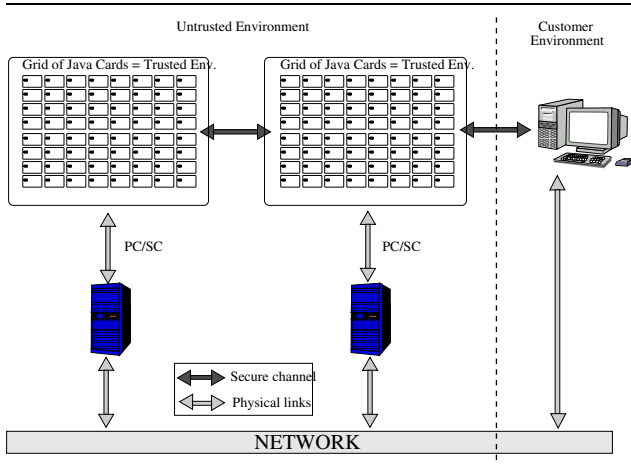 Untrusted Environment
Customer
Environment
Grid of Java Cards = Trusted Env.
Grid of Java Cards = Trusted Env.
PC/SC
PC/SC
Secure channel
Physical links
NETWORK